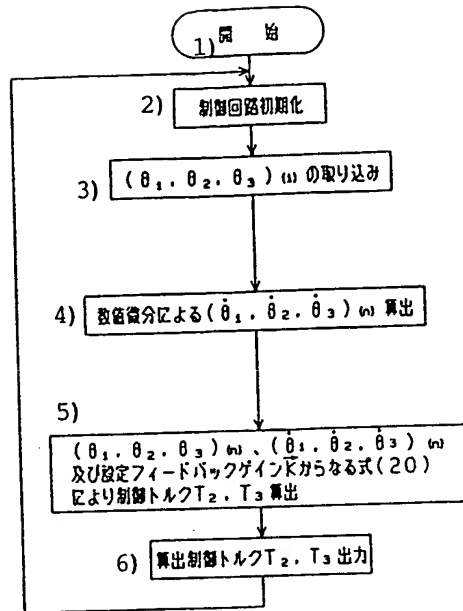 1) 開 始
2) 制御回路初期化
3) (θ₁, θ₂, θ₃)₍₁₎ の取り込み
4) 数値微分による(θ̇₁, θ̇₂, θ̇₃)₍ₙ₎ 算出
5)
(θ₁, θ₂, θ₃)₍ₙ₎、(θ̇₁, θ̇₂, θ̇₃)₍ₙ₎
及び設定フィードバックゲインK⃗からなる式(20)
により制御トルクT₂, T₃ 算出
6) 算出制御トルクT₂, T₃ 出力